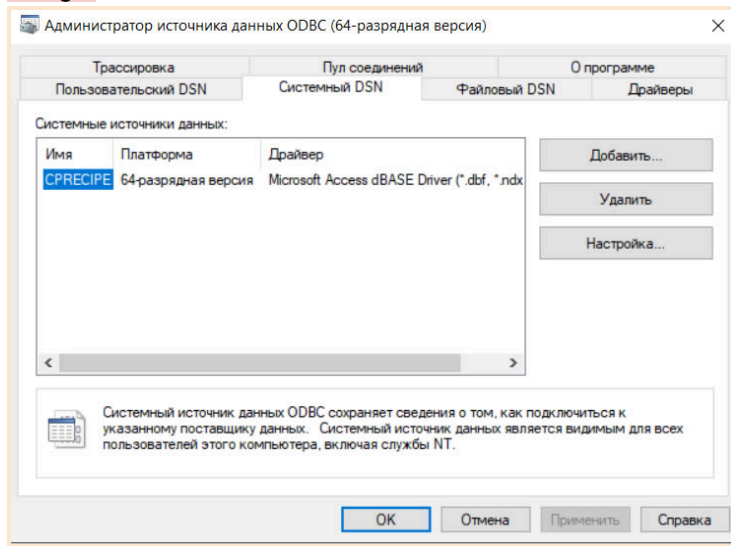 Администратор источника данных ODBC (64-разрядная версия)
Трассировка Пул соединений О программе
Пользовательский DSN Системный DSN Файловый DSN Драйверы
Системные источники данных:
Имя Платформа Драйвер Добавить...
CPRECIPE 64-разрядная версия Microsoft Access dBASE Driver (*.dbf, *.ndx
Удалить
Настройка...
Системный источник данных ODBC сохраняет сведения о том, как подключиться к
указанному поставщику данных. Системный источник данных является видимым для всех
пользователей этого компьютера, включая службы NT.
OK Отмена Применить Справка